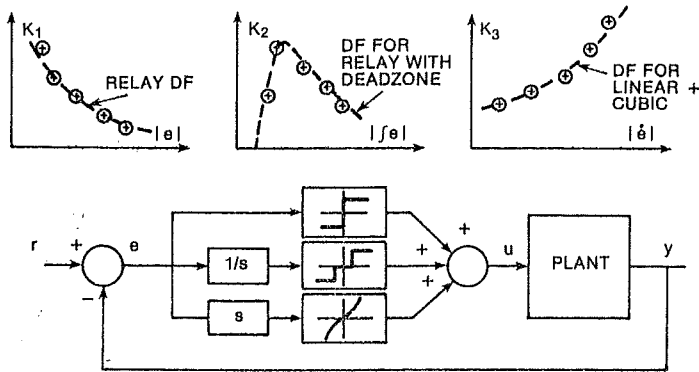 K1
RELAY DF
|e|
K2
DF FOR
RELAY WITH
DEADZONE
|∫e|
K3
DF FOR
LINEAR +
CUBIC
|ė|
r
+
−
e
1/s
s
+
+
+
u
PLANT
y